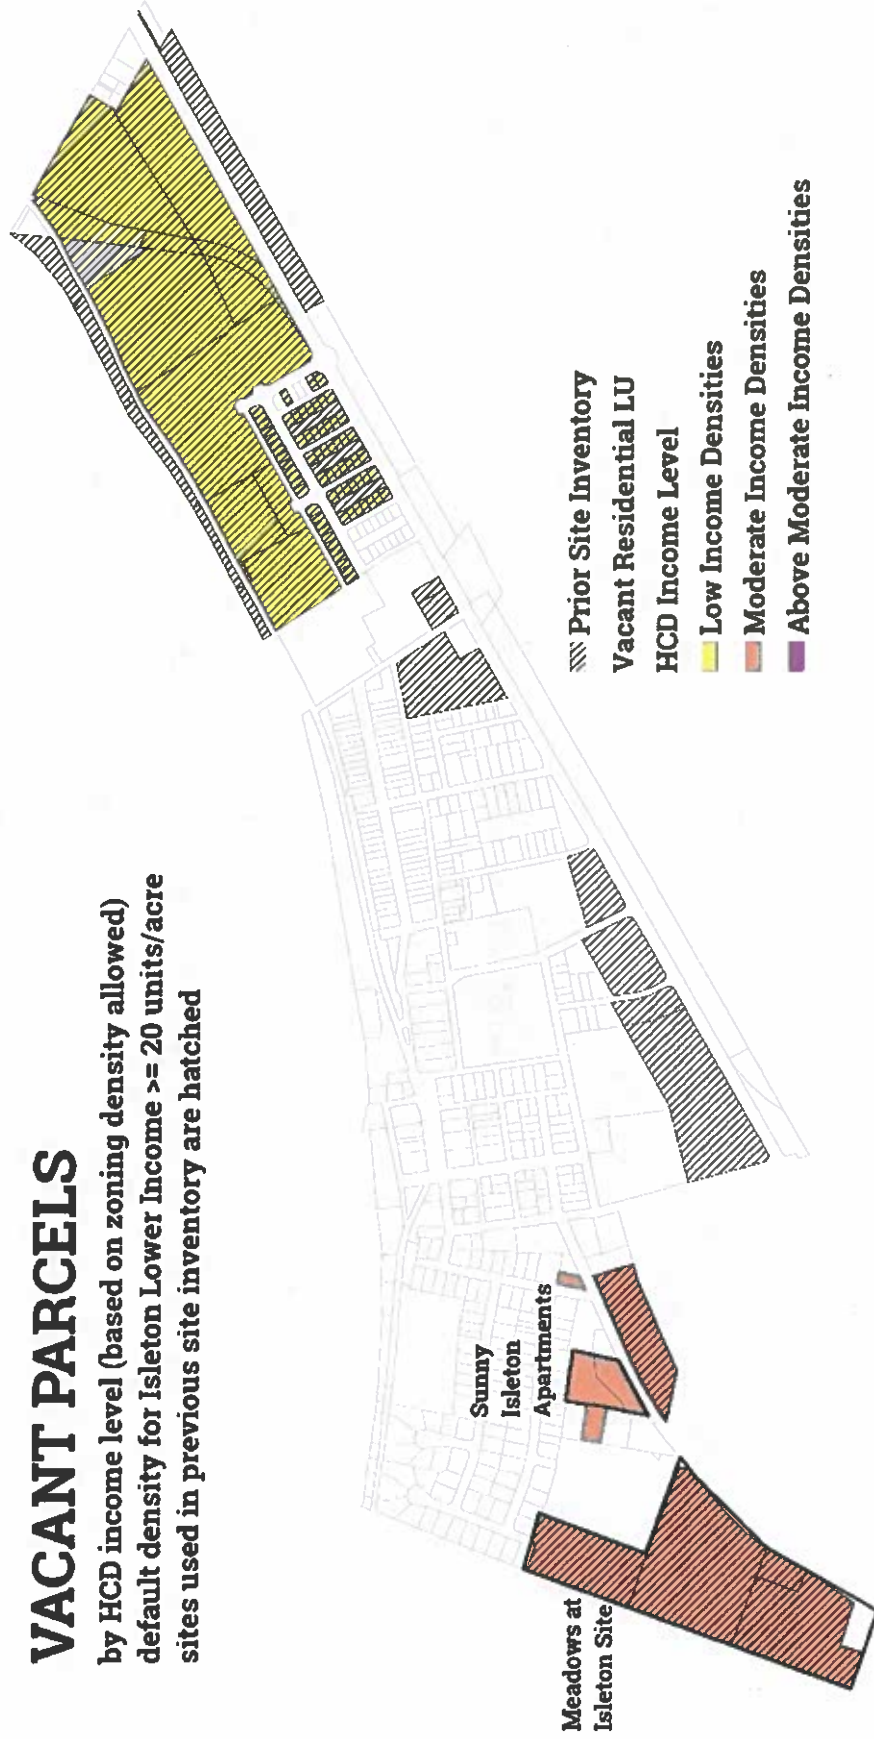 VACANT PARCELS
by HCD income level (based on zoning density allowed)
default density for Isleton Lower Income >= 20 units/acre
sites used in previous site inventory are hatched
Meadows at
Isleton Site
Sunny
Isleton
Apartments
Prior Site Inventory
Vacant Residential LU
HCD Income Level
Low Income Densities
Moderate Income Densities
Above Moderate Income Densities